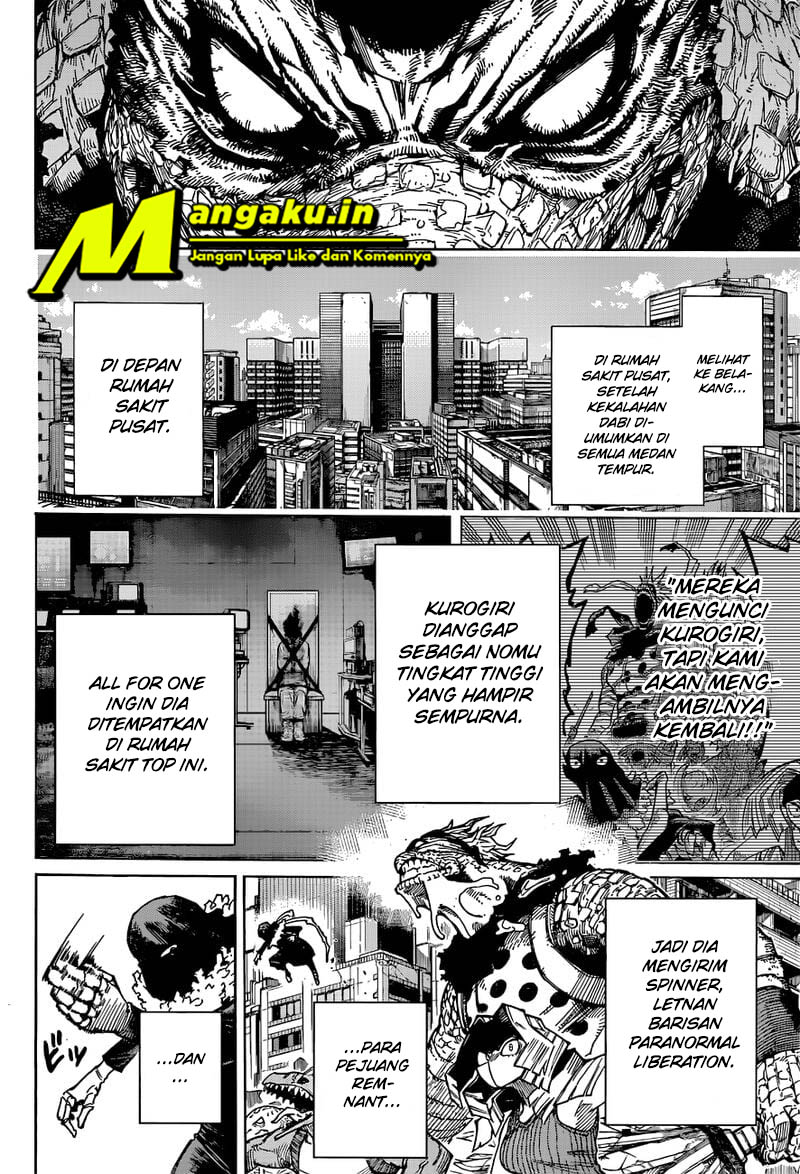 Mangaku.in
Jangan Lupa Like dan Komennya
MELIHAT
KE BELA-
KANG...
DI RUMAH
SAKIT PUSAT,
SETELAH
KEKALAHAN
DABI DI-
UMUMKAN DI
SEMUA MEDAN
TEMPUR.
DI DEPAN
RUMAH
SAKIT
PUSAT.
"MEREKA
MENGUNCI
KUROGIRI,
TAPI KAMI
AKAN MENG-
AMBILNYA
KEMBALI!!"
KUROGIRI
DIANGGAP
SEBAGAI NOMU
TINGKAT TINGGI
YANG HAMPIR
SEMPURNA.
ALL FOR ONE
INGIN DIA
DITEMPATKAN
DI RUMAH
SAKIT TOP INI.
JADI DIA
MENGIRIM
SPINNER,
LETNAN
BARISAN
PARANORMAL
LIBERATION.
...PARA
PEJUANG
REM-
NANT...
...DAN
...
ビッ